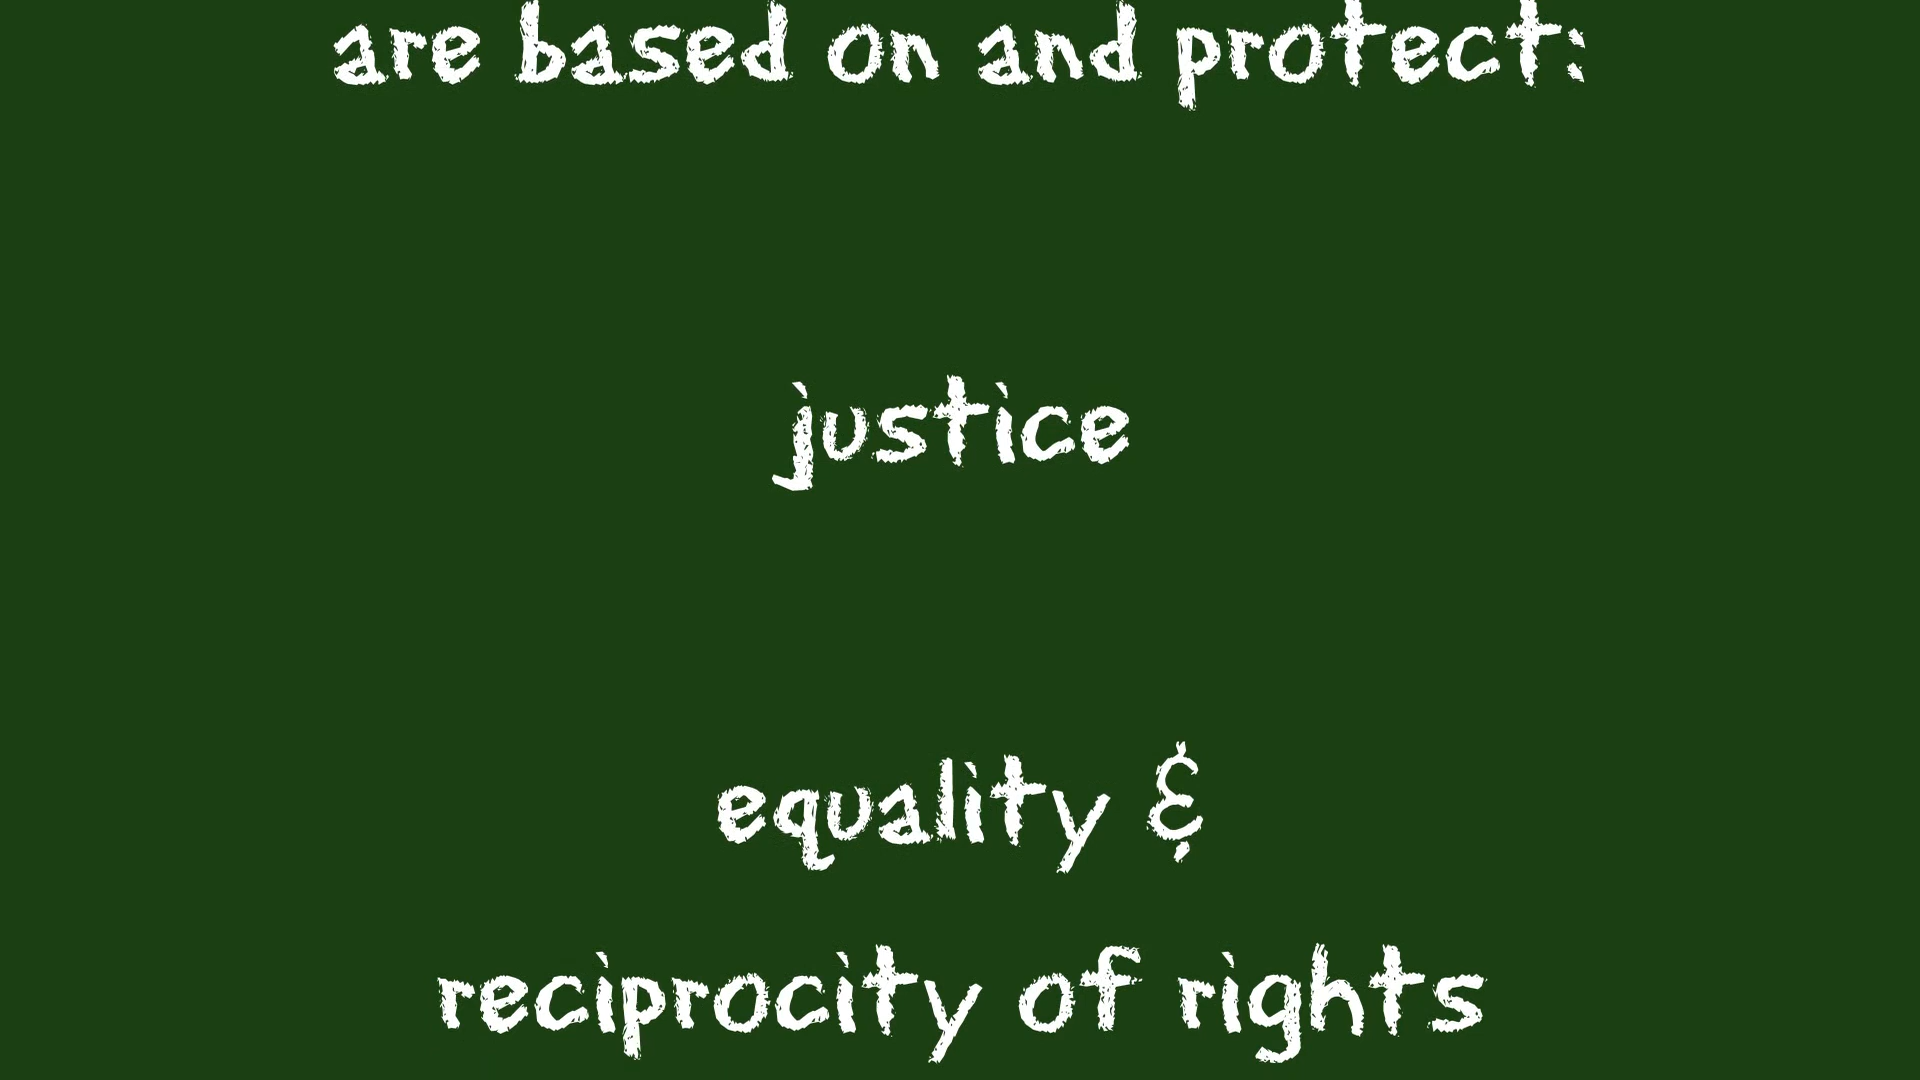 are based on and protect:
justice
equality &
reciprocity of rights